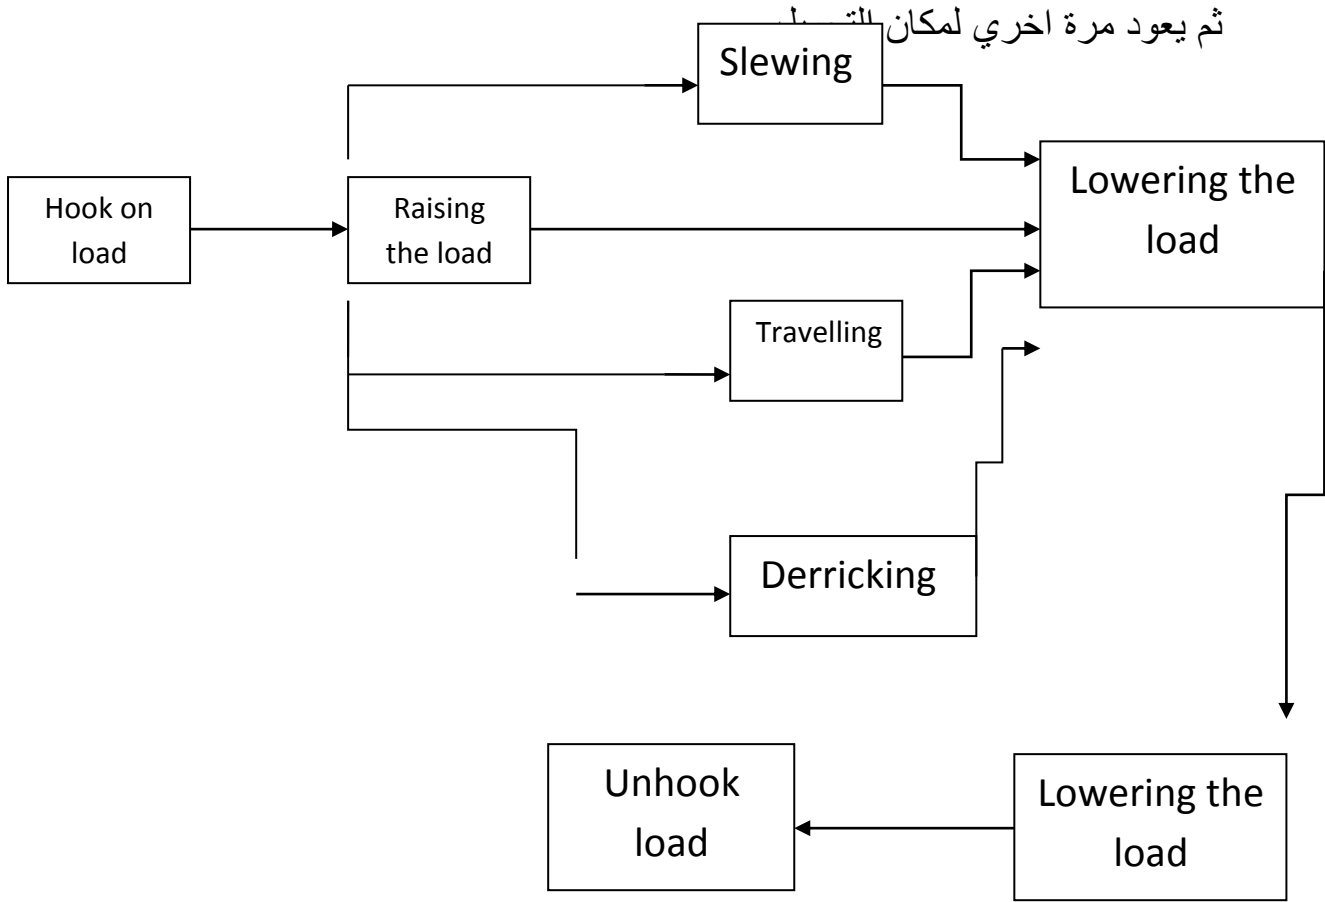 ثم يعود مرة اخري لمكان
Slewing
Hook on
load
Raising
the load
Lowering the
load
Travelling
Derricking
Unhook
load
Lowering the
load